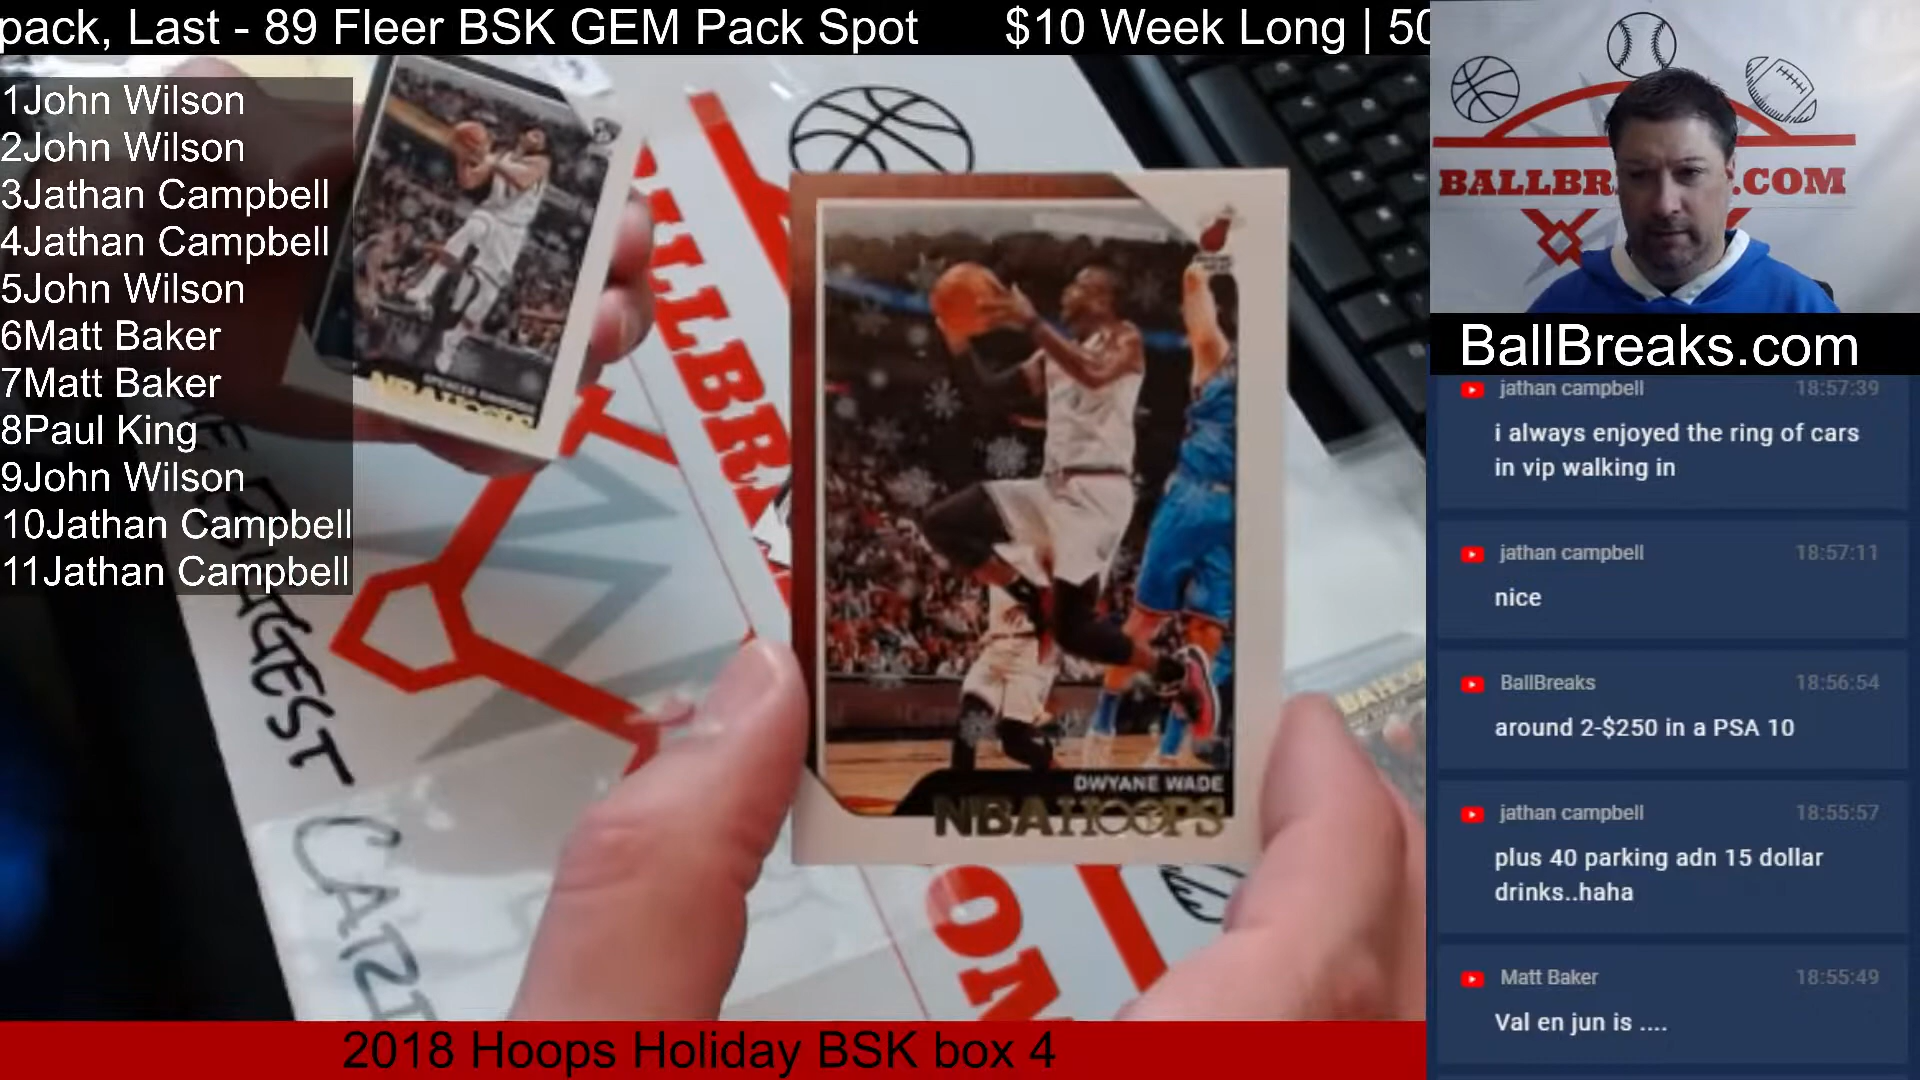 pack, Last - 89 Fleer BSK GEM Pack Spot $10 Week Long | 50
1John Wilson
2John Wilson
3Jathan Campbell
4Jathan Campbell
5John Wilson
6Matt Baker
7Matt Baker
8Paul King
9John Wilson
10Jathan Campbell
11Jathan Campbell
NBA HOOPS
DWYANE WADE
NBA HOOPS
BIGGEST
CARD
OM
2018 Hoops Holiday BSK box 4
.COM
BallBreaks.com
jathan campbell 18:57:39
i always enjoyed the ring of cars
in vip walking in
jathan campbell 18:57:11
nice
BallBreaks 18:56:54
around 2-$250 in a PSA 10
jathan campbell 18:55:57
plus 40 parking adn 15 dollar
drinks..haha
Matt Baker 18:55:49
Val en jun is ....